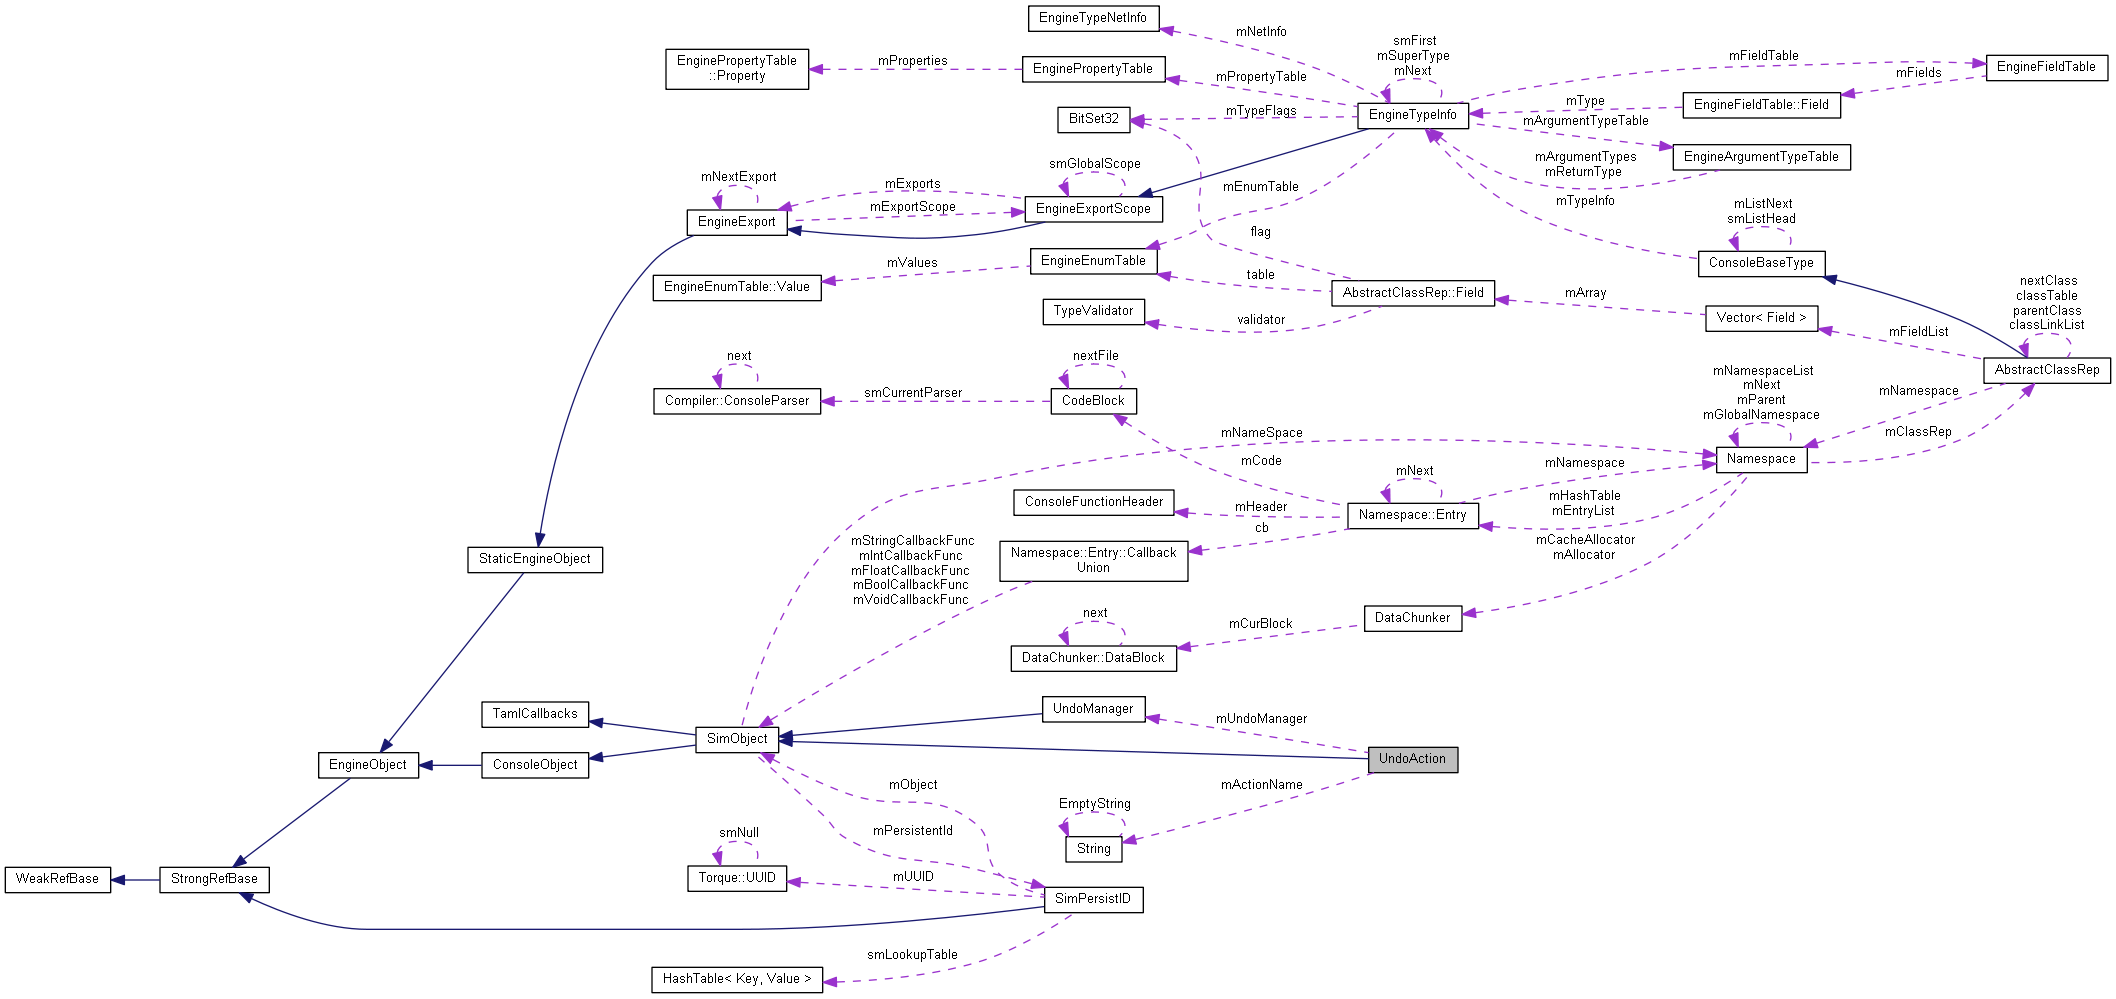 EngineTypeNetInfo
mNetInfo
smFirst
mSuperType
mNext
EnginePropertyTable
::Property
mProperties
EnginePropertyTable
mPropertyTable
mFieldTable
EngineFieldTable
mFields
BitSet32
mTypeFlags
EngineTypeInfo
mType
EngineFieldTable::Field
mArgumentTypeTable
EngineArgumentTypeTable
mArgumentTypes
mReturnType
mNextExport
mExports
smGlobalScope
mEnumTable
mTypeInfo
mListNext
smListHead
EngineExport
mExportScope
EngineExportScope
flag
EngineEnumTable
ConsoleBaseType
EngineEnumTable::Value
mValues
table
AbstractClassRep::Field
mArray
Vector< Field >
nextClass
classTable
parentClass
classLinkList
TypeValidator
validator
mFieldList
AbstractClassRep
next
Compiler::ConsoleParser
smCurrentParser
nextFile
CodeBlock
mNamespaceList
mNext
mParent
mGlobalNamespace
mNamespace
mClassRep
Namespace
mNameSpace
mCode
mNext
mNamespace
ConsoleFunctionHeader
mHeader
Namespace::Entry
mHashTable
mEntryList
cb
mCacheAllocator
mAllocator
StaticEngineObject
mStringCallbackFunc
mIntCallbackFunc
mFloatCallbackFunc
mBoolCallbackFunc
mVoidCallbackFunc
Namespace::Entry::Callback
Union
next
mCurBlock
DataChunker
DataChunker::DataBlock
TamlCallbacks
SimObject
UndoManager
mUndoManager
UndoAction
EngineObject
ConsoleObject
mObject
mActionName
EmptyString
String
mPersistentId
smNull
WeakRefBase
StrongRefBase
Torque::UUID
mUUID
SimPersistID
smLookupTable
HashTable< Key, Value >